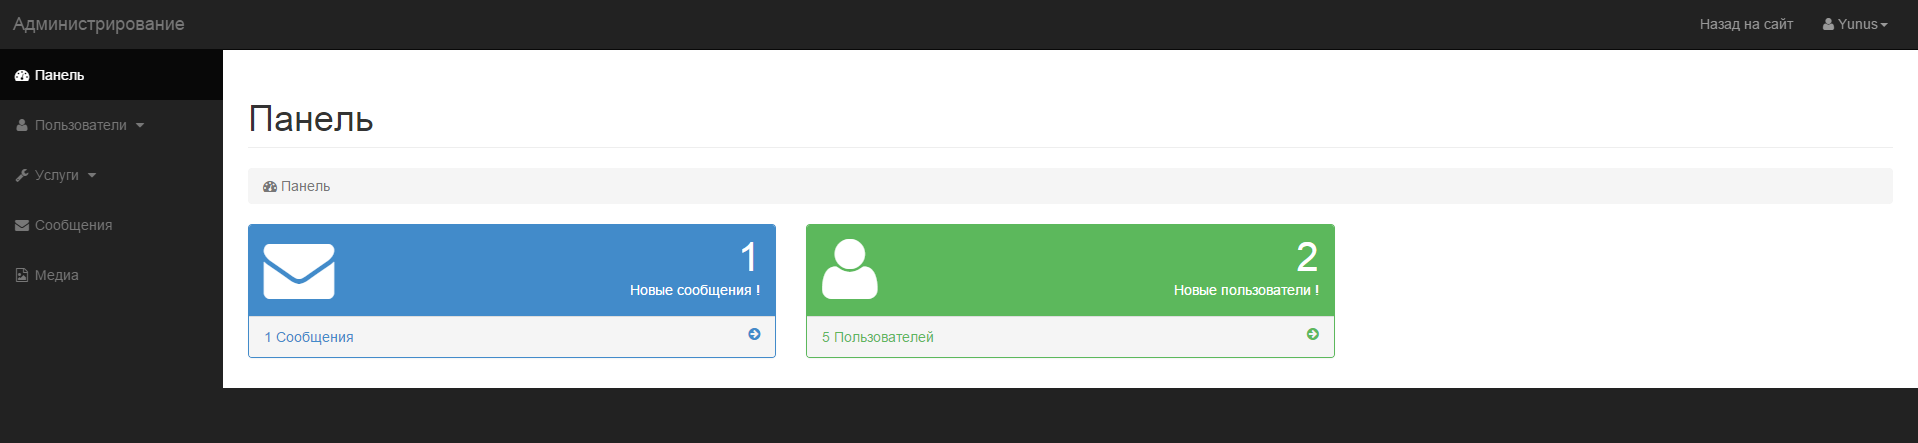 Администрирование
Назад на сайт
Yunus
Панель
Пользователи
Услуги
Сообщения
Медиа
Панель
Панель
1
Новые сообщения !
1 Сообщения
2
Новые пользователи !
5 Пользователей